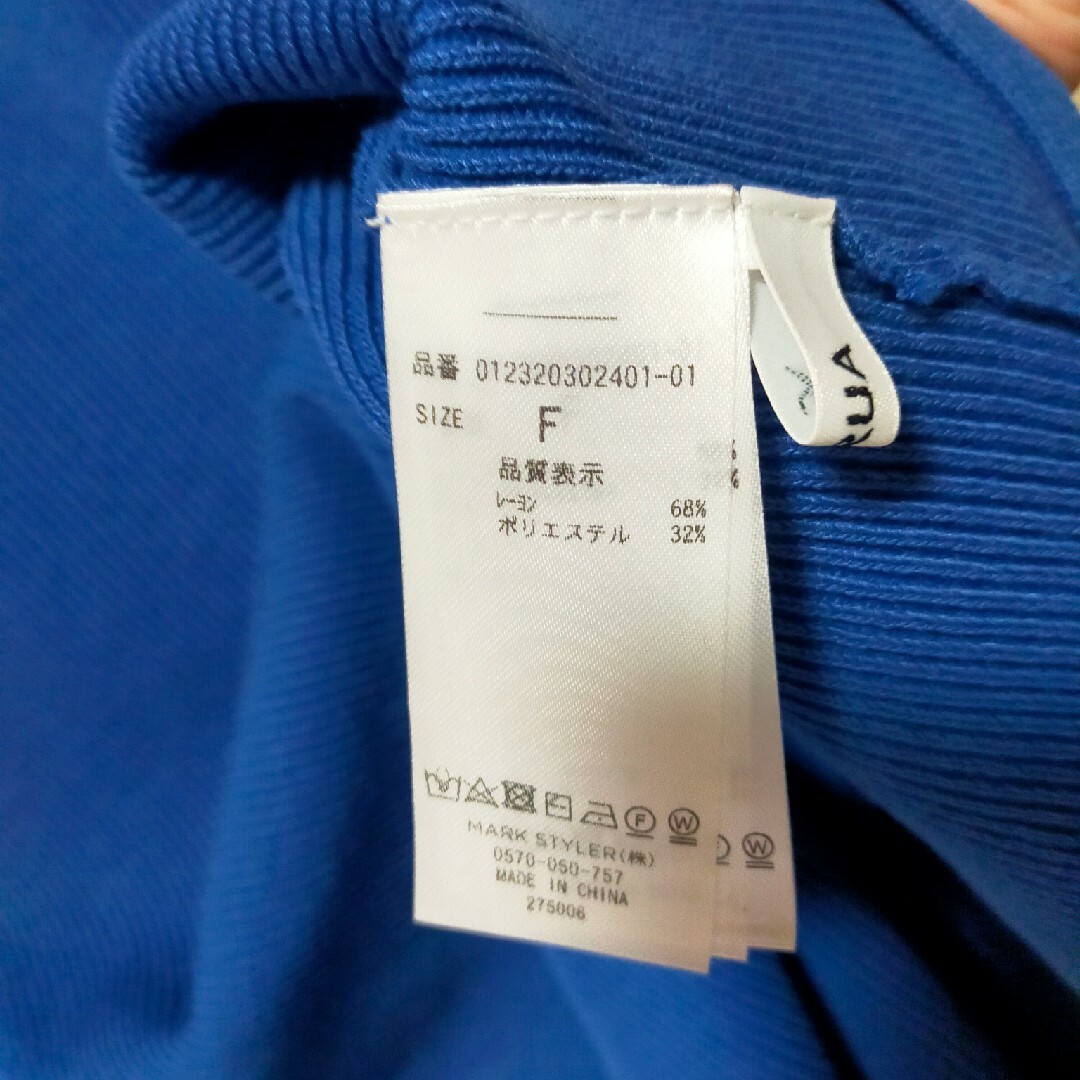 品番 012320302401-01
SIZE F
品質表示
レーヨン 68%
ポリエステル 32%
F W
MARK STYLER(株)
0570-050-757
MADE IN CHINA
275006
W
RUA